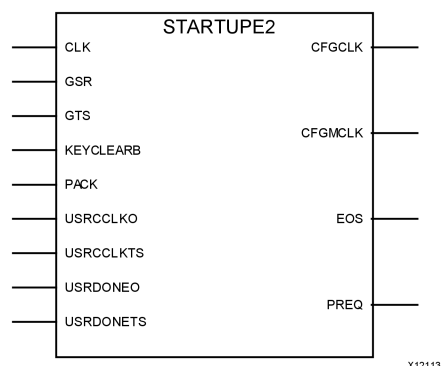 STARTUPE2
CLK
CFGCLK
GSR
GTS
CFGMCLK
KEYCLEARB
PACK
USRCCLKO
EOS
USRCCLKTS
USRDONEO
PREQ
USRDONETS
X12113